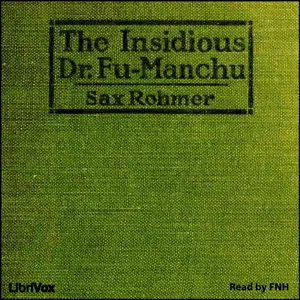 The Insidious
Dr. Fu-Manchu
Sax Rohmer
LibriVox
Read by FNH